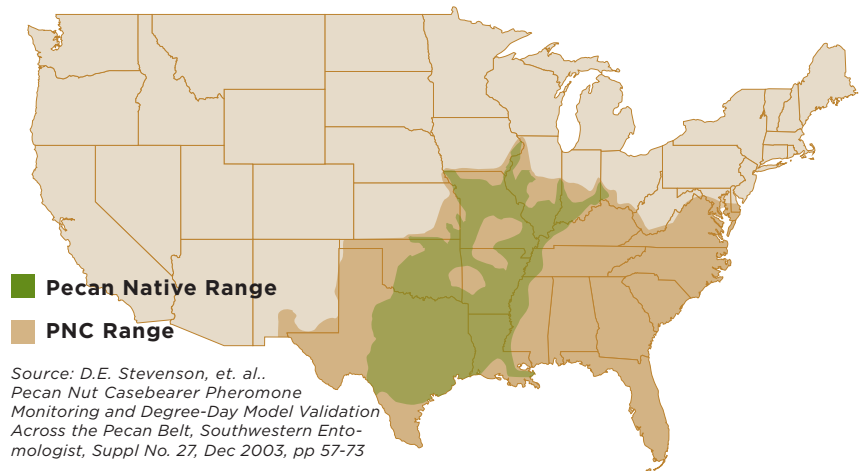 Pecan Native Range
PNC Range
Source: D.E. Stevenson, et. al..
Pecan Nut Casebearer Pheromone
Monitoring and Degree-Day Model Validation
Across the Pecan Belt, Southwestern Ento-
mologist, Suppl No. 27, Dec 2003, pp 57-73